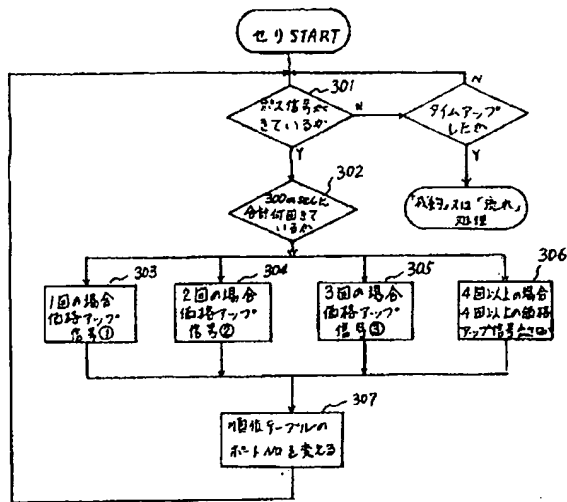 せり START
301
ポス信号が
きているか
N
Y
N
タイムアップ
したか
Y
302
300mSECに
合計何回きて
いるか
「成約」又は「流れ」
処理
303
1回の場合
価格アップ
信号①
304
2回の場合
価格アップ
信号②
305
3回の場合
価格アップ
信号③
306
4回以上の場合
4回以上の価格
アップ信号
307
順位テーブルの
ポートNoを変える